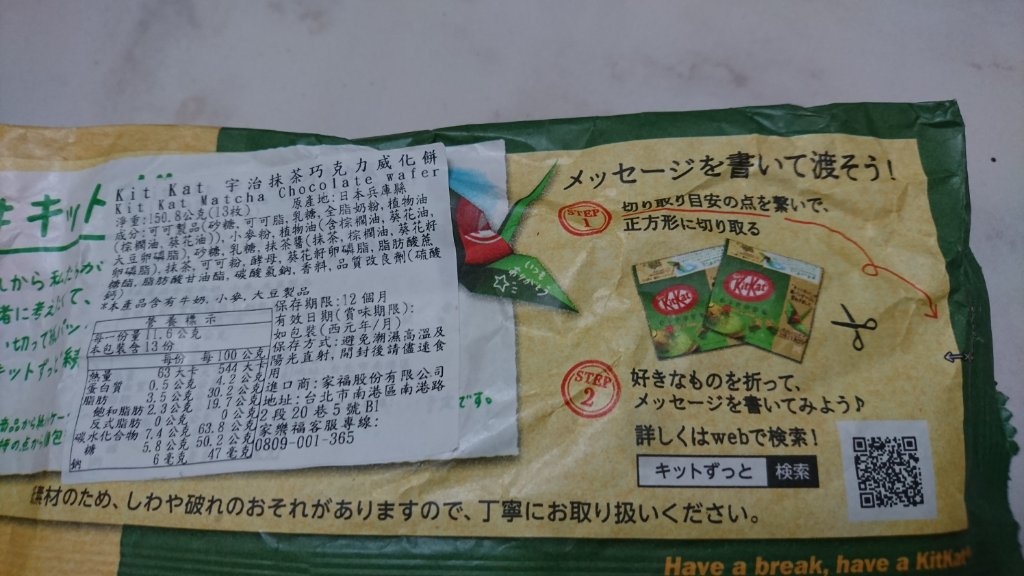 Kit Kat 宇治抹茶巧克力威化餅
Kit Kat Matcha Chocolate wafer
淨重:150.8公克(13枚) 原產地:日本兵庫縣
成分:可可製品(砂糖,可可脂,乳糖,全脂奶粉,植物油
(棕櫚油,葵花油)),小麥粉,植物油(含棕櫚油,葵花油,
大豆卵磷脂),砂糖,乳糖,抹茶醬(抹茶,棕櫚油,葵花籽
卵磷脂),抹茶,可可粉,酵母,葵花籽卵磷脂,脂肪酸蔗
糖酯,脂肪酸甘油酯,碳酸氫鈉,香料,品質改良劑(硫酸
鈣)
*本產品含有牛奶,小麥,大豆製品
營養標示
每一份量11.6公克
本包裝含13份
每份 每100公克
熱量 63大卡 544大卡
蛋白質 0.5公克 4.2公克
脂肪 3.5公克 30.2公克
飽和脂肪 2.3公克 19.7公克
反式脂肪 0公克 0公克
碳水化合物 7.4公克 63.8公克
糖 5.8公克 50.2公克
鈉 6毫克 47毫克
保存期限:12個月
有效日期(賞味期限):
如包裝(西元年/月)
保存方式:避免潮濕高溫及
陽光直射,開封後請儘速食
用
進口商:家福股份有限公司
地址:台北市南港區南港路
2段20巷5號B1
家樂福客服專線:
0809-001-365
キット
いつも
ありがとう
メッセージを書いて渡そう!
STEP
1
切り取り目安の点を繋いで、
正方形に切り取る
KitKat
KitKat
STEP
2
好きなものを折って、
メッセージを書いてみよう♪
詳しくはwebで検索!
キットずっと 検索
素材のため、しわや破れのおそれがありますので、丁寧にお取り扱いください。
Have a break, have a KitKat